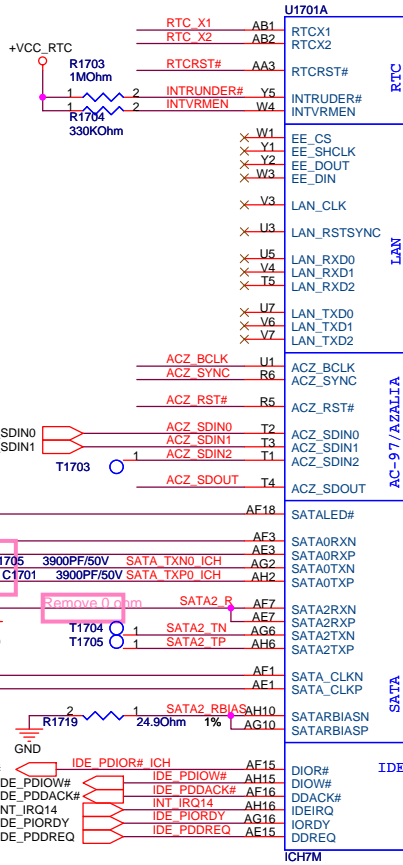 U1701A
RTC_X1 AB1 RTCX1
RTC_X2 AB2 RTCX2
+VCC_RTC
RTCRST# AA3 RTCRST#
RTC
R1703
1MOhm
1 2 INTRUNDER# Y5 INTRUDER#
1 2 INTVRMEN W4 INTVRMEN
R1704
330KOhm
W1 EE_CS
Y1 EE_SHCLK
Y2 EE_DOUT
W3 EE_DIN
V3 LAN_CLK
U3 LAN_RSTSYNC
LAN
U5 LAN_RXD0
V4 LAN_RXD1
T5 LAN_RXD2
U7 LAN_TXD0
V6 LAN_TXD1
V7 LAN_TXD2
ACZ_BCLK U1 ACZ_BCLK
ACZ_SYNC R6 ACZ_SYNC
ACZ_RST# R5 ACZ_RST#
AC-97/AZALIA
SDIN0 ACZ_SDIN0 T2 ACZ_SDIN0
SDIN1 ACZ_SDIN1 T3 ACZ_SDIN1
T1703 1 ACZ_SDIN2 T1 ACZ_SDIN2
ACZ_SDOUT T4 ACZ_SDOUT
AF18 SATALED#
AF3 SATA0RXN
AE3 SATA0RXP
1705 3900PF/50V SATA_TXN0_ICH AG2 SATA0TXN
C1701 3900PF/50V SATA_TXP0_ICH AH2 SATA0TXP
Remove 0 ohm SATA2_R AF7 SATA2RXN
AE7 SATA2RXP
T1704 1 SATA2_TN AG6 SATA2TXN
T1705 1 SATA2_TP AH6 SATA2TXP
AF1 SATA_CLKN
AE1 SATA_CLKP
SATA
2 1 SATA2_RBIAS AH10 SATARBIASN
R1719 24.9Ohm 1% AG10 SATARBIASP
GND
IDE
IDE_PDIOR#_ICH AF15 DIOR#
DE_PDIOW# IDE_PDIOW# AH15 DIOW#
DE_PDDACK# IDE_PDDACK# AF16 DDACK#
NT_IRQ14 INT_IRQ14 AH16 IDEIRQ
DE_PIORDY IDE_PIORDY AG16 IORDY
DE_PDDREQ IDE_PDDREQ AE15 DDREQ
ICH7M